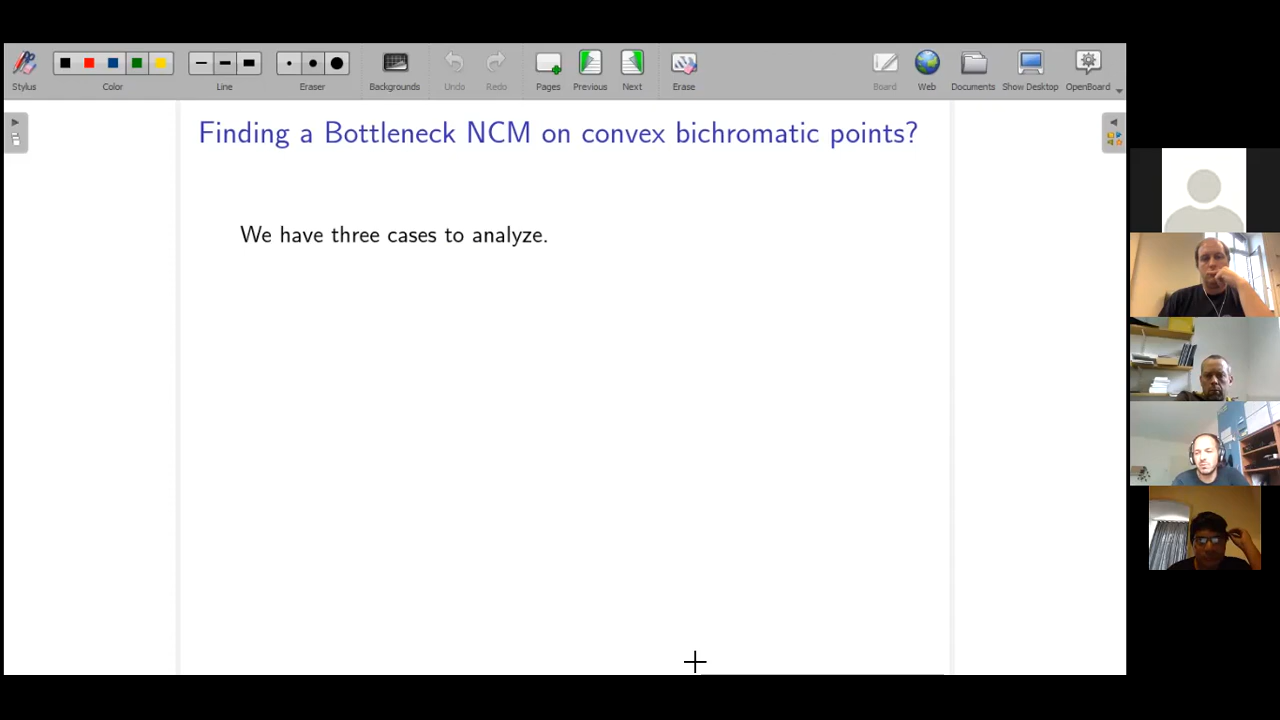 Stylus
Color
Line
Eraser
Backgrounds
Undo
Redo
Pages
Previous
Next
Erase
Board
Web
Documents
Show Desktop
OpenBoard
Finding a Bottleneck NCM on convex bichromatic points?
We have three cases to analyze.